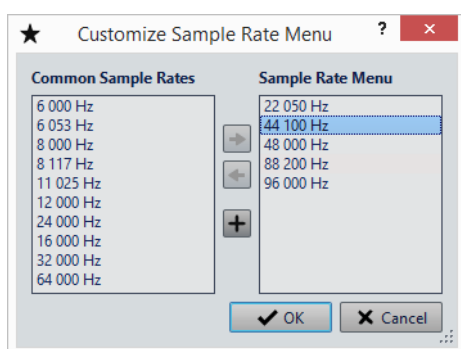 Customize Sample Rate Menu ?
Common Sample Rates
6 000 Hz
6 053 Hz
8 000 Hz
8 117 Hz
11 025 Hz
12 000 Hz
24 000 Hz
16 000 Hz
32 000 Hz
64 000 Hz
Sample Rate Menu
22 050 Hz
44 100 Hz
48 000 Hz
88 200 Hz
96 000 Hz
OK
Cancel